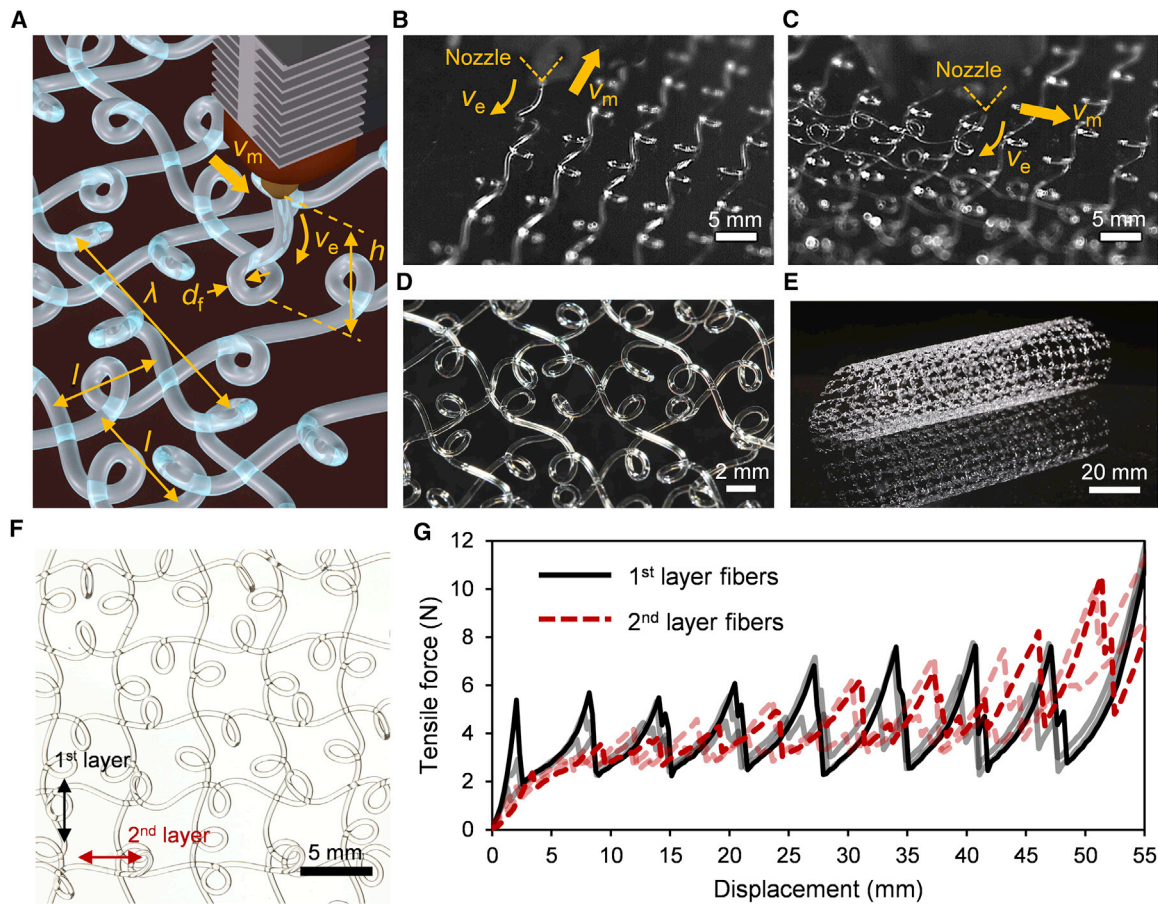 A
v_m
v_e
h
d_f
λ
l
l
B
Nozzle
v_e
v_m
5 mm
C
Nozzle
v_m
v_e
5 mm
D
2 mm
E
20 mm
F
1st layer
2nd layer
5 mm
G
12
10
8
6
4
2
0
Tensile force (N)
1st layer fibers
2nd layer fibers
0 5 10 15 20 25 30 35 40 45 50 55
Displacement (mm)